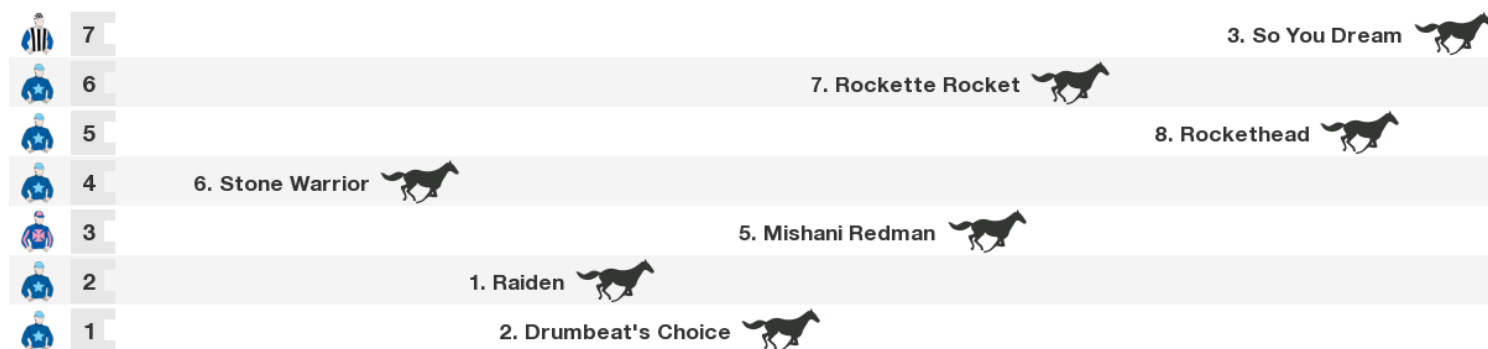 7 3. So You Dream
6 7. Rockette Rocket
5 8. Rockethead
4 6. Stone Warrior
3 5. Mishani Redman
2 1. Raiden
1 2. Drumbeat's Choice